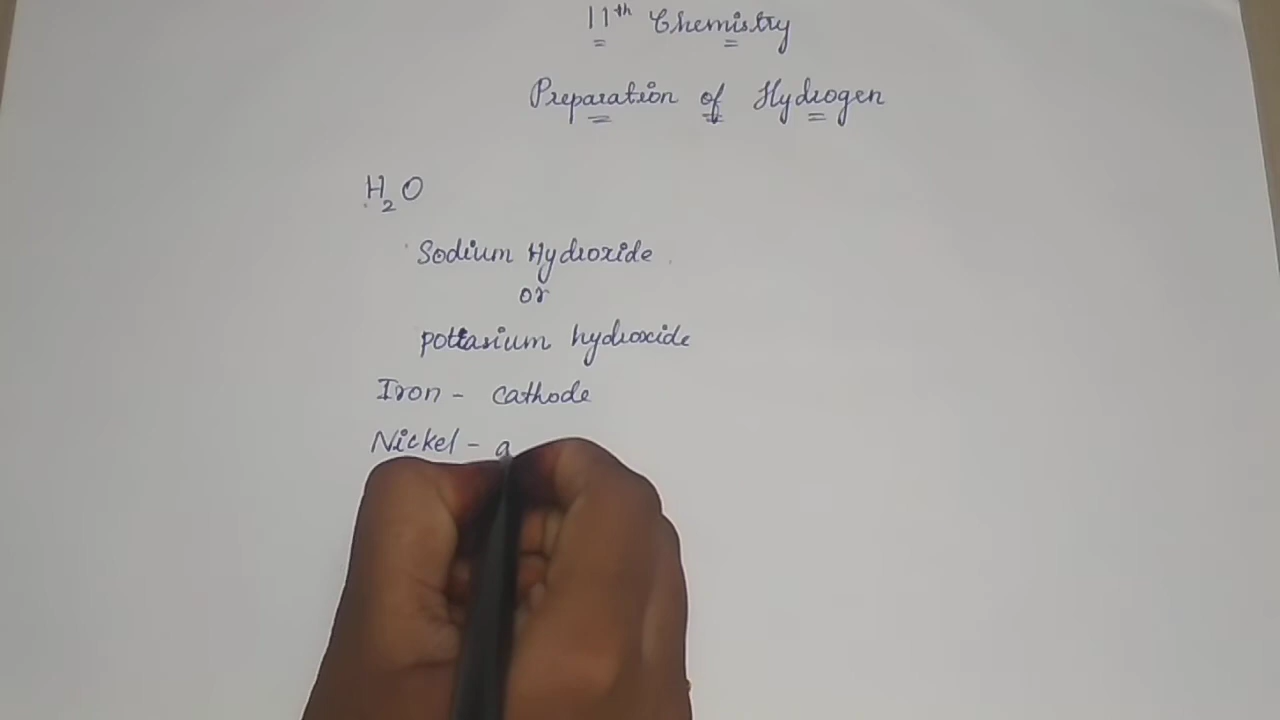 11th Chemistry
Preparation of Hydrogen
H2O
Sodium Hydroxide
or
pottasium hydroxide
Iron - cathode
Nickel - a